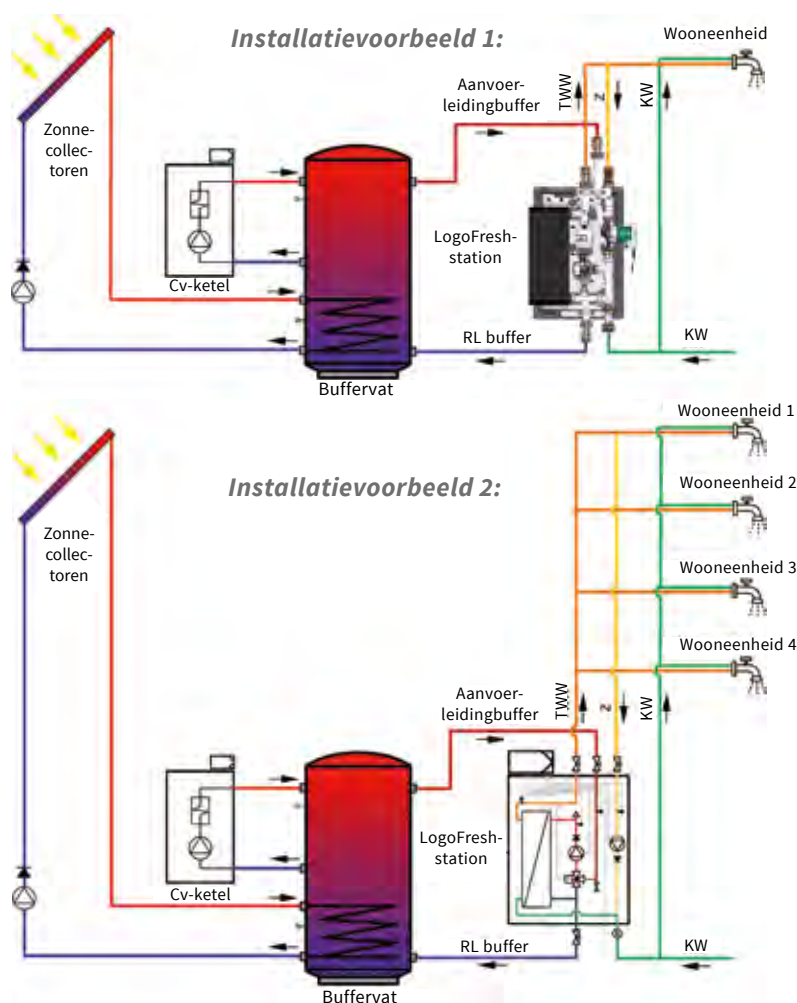 Installatievoorbeeld 1:
Wooneenheid
Aanvoer-
leidingbuffer
TWW
Z
KW
Zonne-
collec-
toren
LogoFresh-
station
Cv-ketel
RL buffer
KW
Buffervat
Wooneenheid 1
Installatievoorbeeld 2:
Wooneenheid 2
Zonne-
collec-
toren
Wooneenheid 3
Wooneenheid 4
Aanvoer-
leidingbuffer
TWW
Z
KW
LogoFresh-
station
Cv-ketel
RL buffer
KW
Buffervat